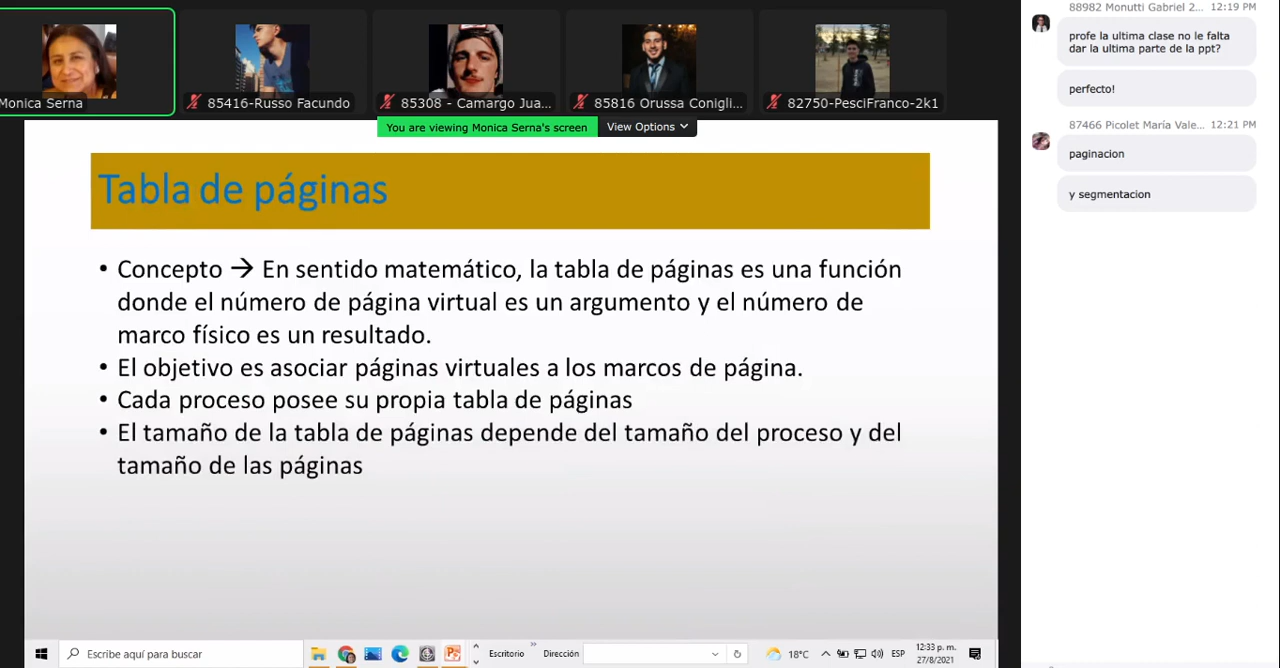 Monica Serna
85416-Russo Facundo
85308 - Camargo Jua...
85816 Orussa Conigli...
82750-PesciFranco-2k1
You are viewing Monica Serna's screen
View Options
Tabla de páginas
• Concepto → En sentido matemático, la tabla de páginas es una función
donde el número de página virtual es un argumento y el número de
marco físico es un resultado.
• El objetivo es asociar páginas virtuales a los marcos de página.
• Cada proceso posee su propia tabla de páginas
• El tamaño de la tabla de páginas depende del tamaño del proceso y del
tamaño de las páginas
Escribe aquí para buscar
Escritorio
Dirección
18°C
ESP
12:33 p. m.
27/8/2021
88982 Monutti Gabriel 2... 12:19 PM
profe la ultima clase no le falta
dar la ultima parte de la ppt?
perfecto!
87466 Picolet María Vale... 12:21 PM
paginacion
y segmentacion